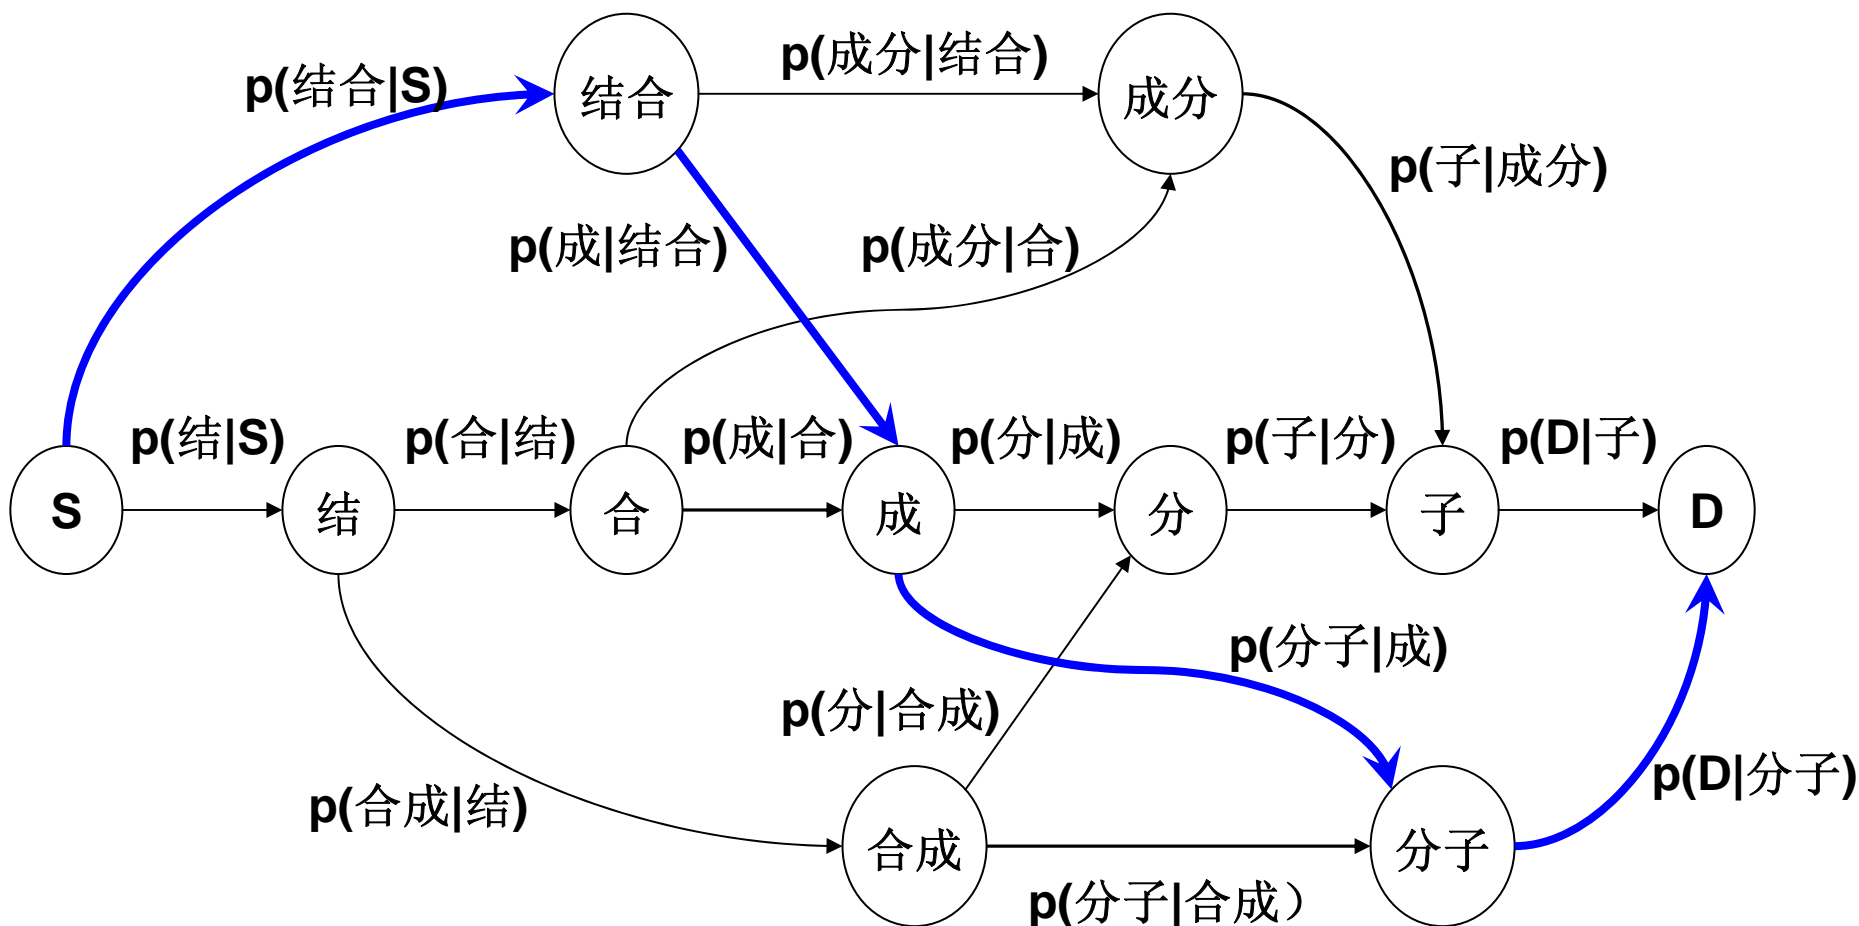 p(成分|结合)
p(结合|S)
结合
成分
p(子|成分)
p(成|结合)
p(成分|合)
p(结|S)
p(合|结)
p(成|合)
p(分|成)
p(子|分)
p(D|子)
S
结
合
成
分
子
D
p(分子|成)
p(分|合成)
p(D|分子)
p(合成|结)
合成
分子
p(分子|合成）